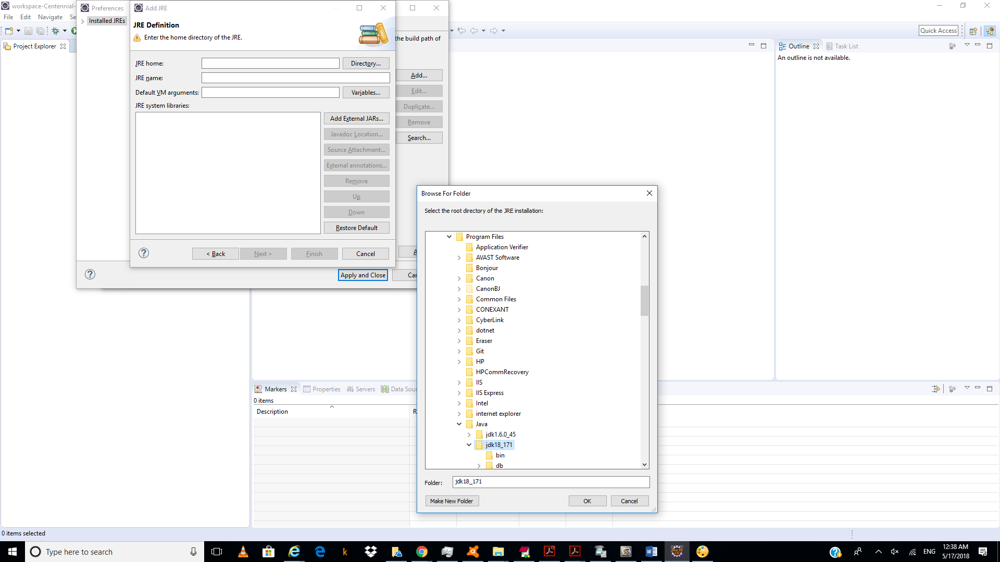 workspace-Centennial-
File Edit Navigate Se
Quick Access
Project Explorer
Preferences
Installed JREs
the build path of
Add...
Edit...
Duplicate...
Remove
Search...
Apply and Close
Add JRE
JRE Definition
Enter the home directory of the JRE.
JRE home:
Directory...
JRE name:
Default VM arguments:
Variables...
JRE system libraries:
Add External JARs...
Javadoc Location...
Source Attachment...
External annotations...
Remove
Up
Down
Restore Default
< Back
Next >
Finish
Cancel
Outline
Task List
An outline is not available.
Browse For Folder
Select the root directory of the JRE installation:
Program Files
Application Verifier
AVAST Software
Bonjour
Canon
CanonBJ
Common Files
CONEXANT
CyberLink
dotnet
Eraser
Git
HP
HPCommRecovery
IIS
IIS Express
Intel
internet explorer
Java
jdk1.6.0_45
jdk18_171
bin
db
Folder: jdk18_171
Make New Folder
OK
Cancel
Markers
Properties
Servers
Data Sour
0 items
Description
R
0 items selected
Type here to search
ENG
12:38 AM
5/17/2018